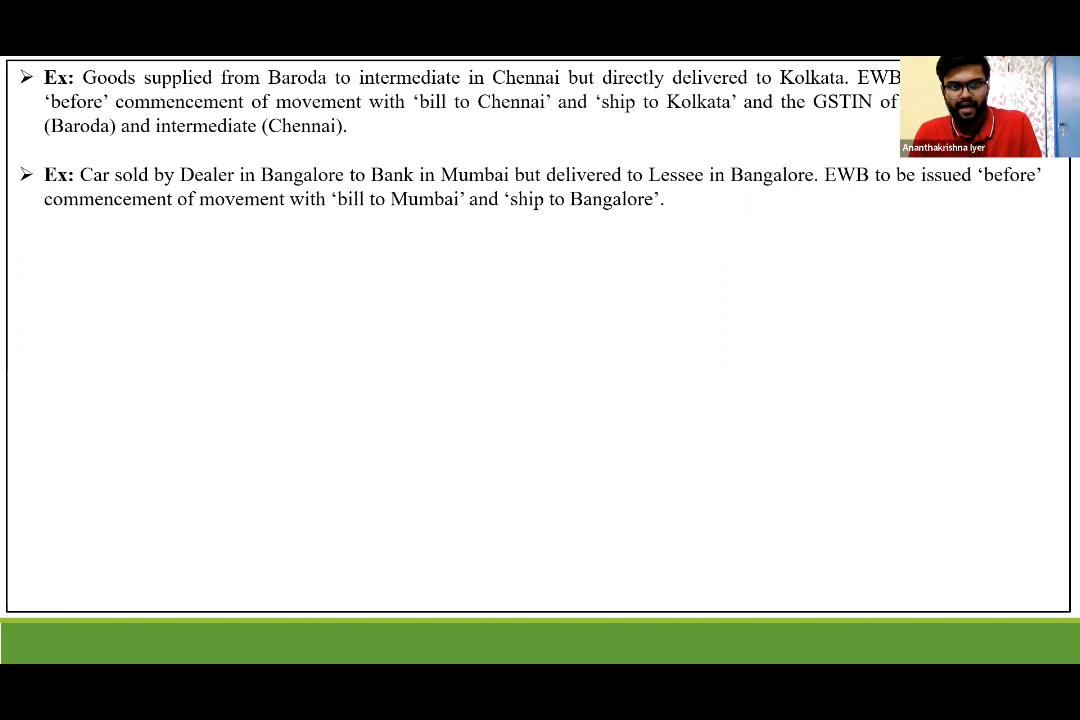 ➢ Ex: Goods supplied from Baroda to intermediate in Chennai but directly delivered to Kolkata. EWB
‘before’ commencement of movement with ‘bill to Chennai’ and ‘ship to Kolkata’ and the GSTIN of
(Baroda) and intermediate (Chennai).
Ananthakrishna Iyer
➢ Ex: Car sold by Dealer in Bangalore to Bank in Mumbai but delivered to Lessee in Bangalore. EWB to be issued ‘before’
commencement of movement with ‘bill to Mumbai’ and ‘ship to Bangalore’.